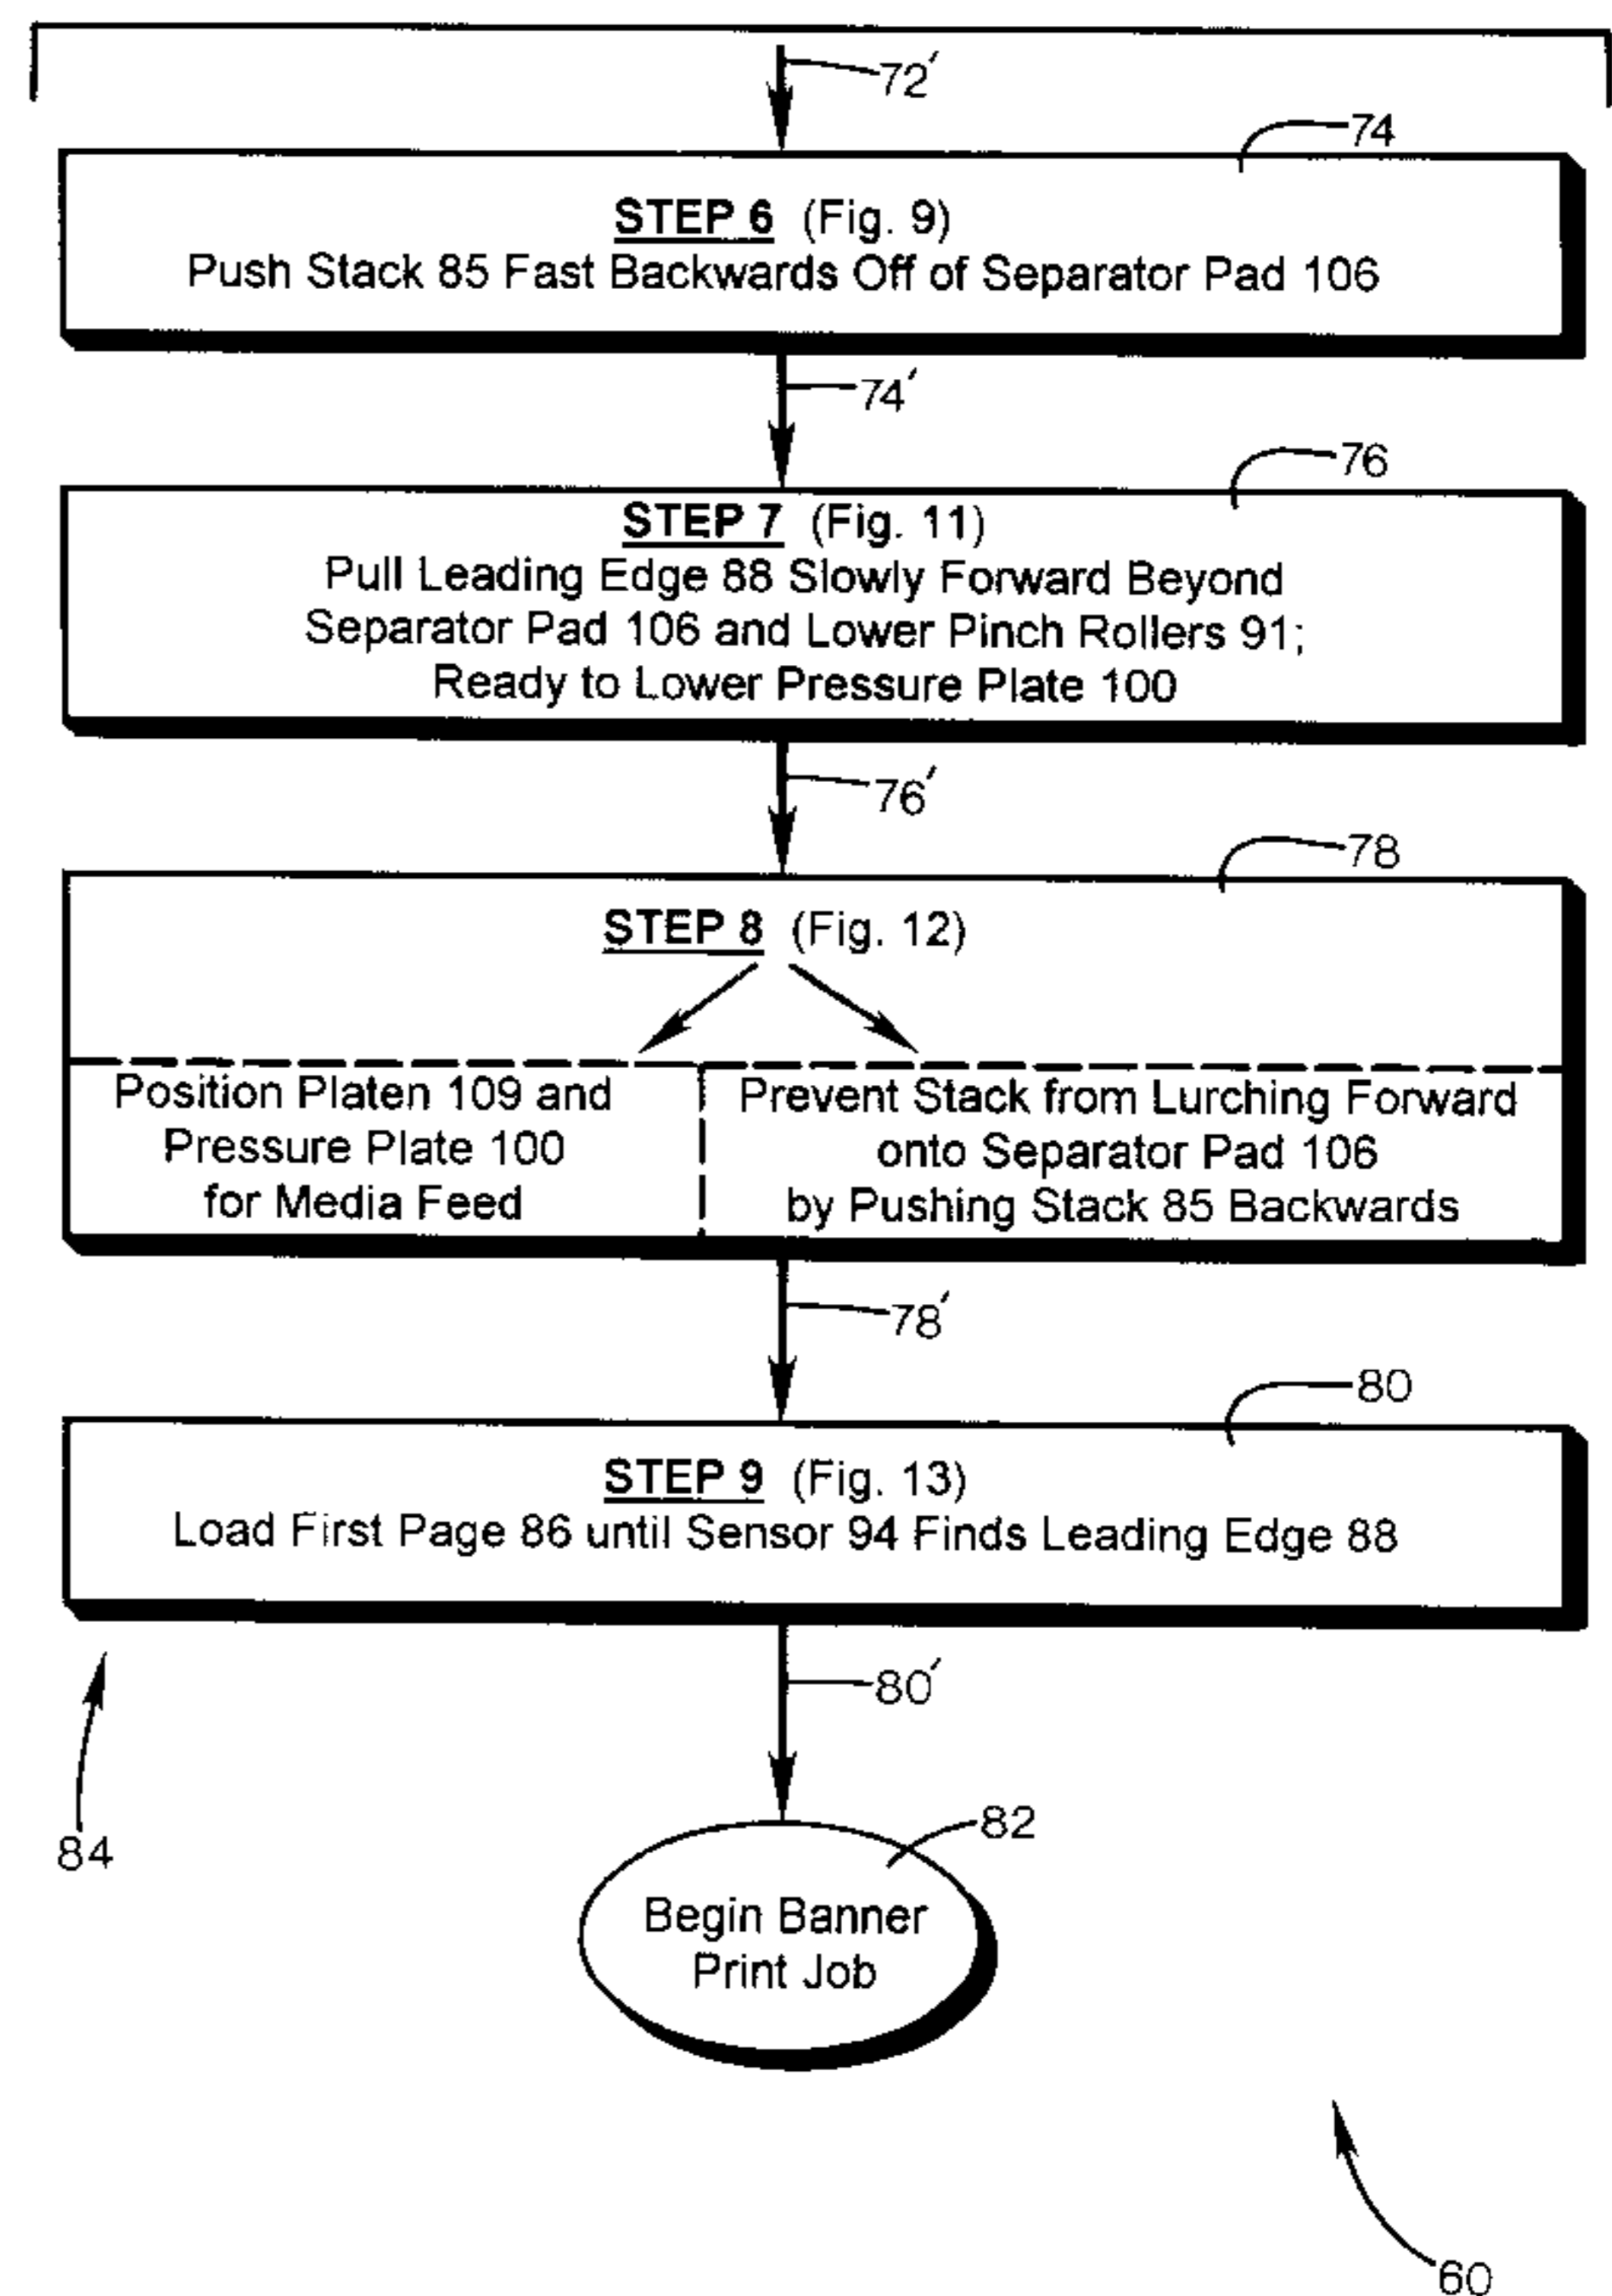 72′
74
STEP 6 (Fig. 9)
Push Stack 85 Fast Backwards Off of Separator Pad 106
74′
76
STEP 7 (Fig. 11)
Pull Leading Edge 88 Slowly Forward Beyond
Separator Pad 106 and Lower Pinch Rollers 91;
Ready to Lower Pressure Plate 100
76′
78
STEP 8 (Fig. 12)
Position Platen 109 and
Pressure Plate 100
for Media Feed
Prevent Stack from Lurching Forward
onto Separator Pad 106
by Pushing Stack 85 Backwards
78′
80
STEP 9 (Fig. 13)
Load First Page 86 until Sensor 94 Finds Leading Edge 88
80′
84
82
Begin Banner
Print Job
60